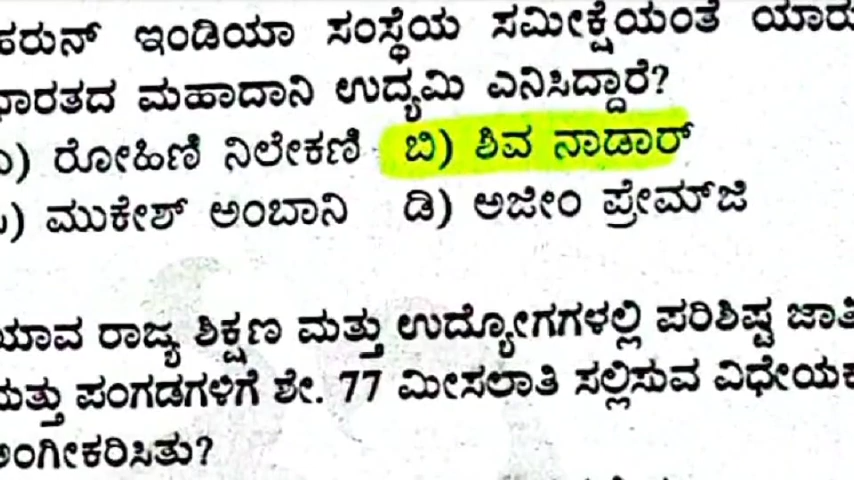 ಹರುನ್ ಇಂಡಿಯಾ ಸಂಸ್ಥೆಯ ಸಮೀಕ್ಷೆಯಂತೆ ಯಾರು
ಭಾರತದ ಮಹಾದಾನಿ ಉದ್ಯಮಿ ಎನಿಸಿದ್ದಾರೆ?
ರೋಹಿಣಿ ನಿಲೇಕಣಿ ಬಿ) ಶಿವ ನಾಡಾರ್
ಮುಕೇಶ್ ಅಂಬಾನಿ ಡಿ) ಅಜೀಂ ಪ್ರೇಮ್‌ಜಿ
ಯಾವ ರಾಜ್ಯ ಶಿಕ್ಷಣ ಮತ್ತು ಉದ್ಯೋಗಗಳಲ್ಲಿ ಪರಿಶಿಷ್ಟ ಜಾತಿ
ಮತ್ತು ಪಂಗಡಗಳಿಗೆ ಶೇ. 77 ಮೀಸಲಾತಿ ಸಲ್ಲಿಸುವ ವಿಧೇಯಕ
ಅಂಗೀಕರಿಸಿತು?